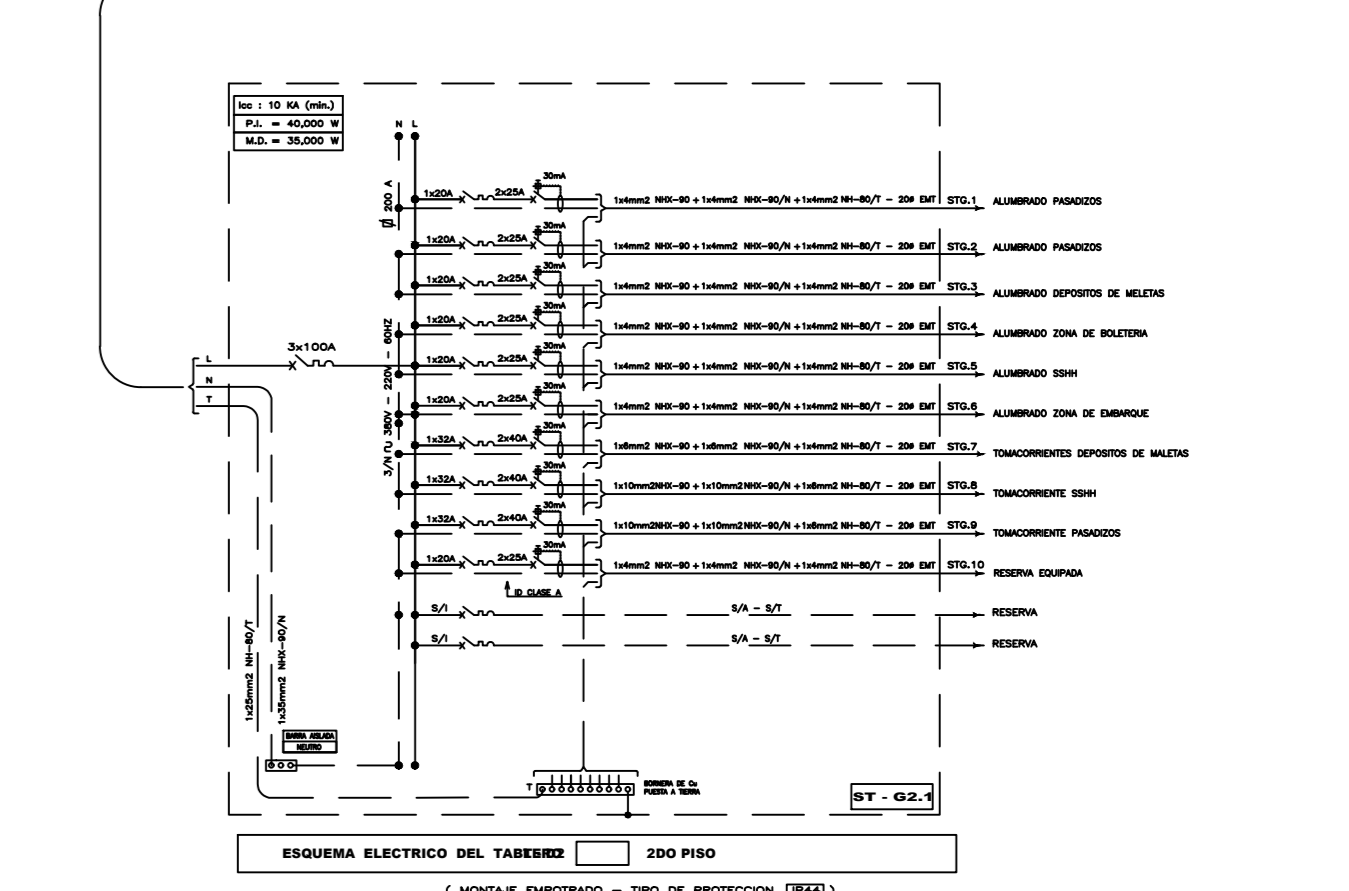 Icc : 10 KA (min.)
P.I. = 40,000 W
M.D. = 35,000 W
N L
200 A
3/N 380V - 220V - 60HZ
1x20A 2x25A 30mA 1x4mm2 NHX-90 + 1x4mm2 NHX-90/N + 1x4mm2 NH-80/T - 20ø EMT STG.1 ALUMBRADO PASADIZOS
1x20A 2x25A 30mA 1x4mm2 NHX-90 + 1x4mm2 NHX-90/N + 1x4mm2 NH-80/T - 20ø EMT STG.2 ALUMBRADO PASADIZOS
1x20A 2x25A 30mA 1x4mm2 NHX-90 + 1x4mm2 NHX-90/N + 1x4mm2 NH-80/T - 20ø EMT STG.3 ALUMBRADO DEPOSITOS DE MELETAS
1x20A 2x25A 30mA 1x4mm2 NHX-90 + 1x4mm2 NHX-90/N + 1x4mm2 NH-80/T - 20ø EMT STG.4 ALUMBRADO ZONA DE BOLETERIA
L 3x100A
N
T
1x20A 2x25A 30mA 1x4mm2 NHX-90 + 1x4mm2 NHX-90/N + 1x4mm2 NH-80/T - 20ø EMT STG.5 ALUMBRADO SSHH
1x20A 2x25A 30mA 1x4mm2 NHX-90 + 1x4mm2 NHX-90/N + 1x4mm2 NH-80/T - 20ø EMT STG.6 ALUMBRADO ZONA DE EMBARQUE
1x32A 2x40A 30mA 1x6mm2 NHX-90 + 1x6mm2 NHX-90/N + 1x4mm2 NH-80/T - 20ø EMT STG.7 TOMACORRIENTES DEPOSITOS DE MALETAS
1x32A 2x40A 30mA 1x10mm2NHX-90 + 1x10mm2NHX-90/N + 1x6mm2 NH-80/T - 20ø EMT STG.8 TOMACORRIENTE SSHH
1x32A 2x40A 30mA 1x10mm2NHX-90 + 1x10mm2NHX-90/N + 1x6mm2 NH-80/T - 20ø EMT STG.9 TOMACORRIENTE PASADIZOS
1x20A 2x25A 30mA 1x4mm2 NHX-90 + 1x4mm2 NHX-90/N + 1x4mm2 NH-80/T - 20ø EMT STG.10 RESERVA EQUIPADA
ID CLASE A
S/I S/A - S/T RESERVA
S/I S/A - S/T RESERVA
1x25mm2 NH-80/T
1x35mm2 NHX-90/N
BARRA AISLADA
NEUTRO
T
BORNERA DE Cu
PUESTA A TIERRA
ST - G2.1
ESQUEMA ELECTRICO DEL TABLERO 2DO PISO
( MONTAJE EMPOTRADO - TIPO DE PROTECCION IP44 )